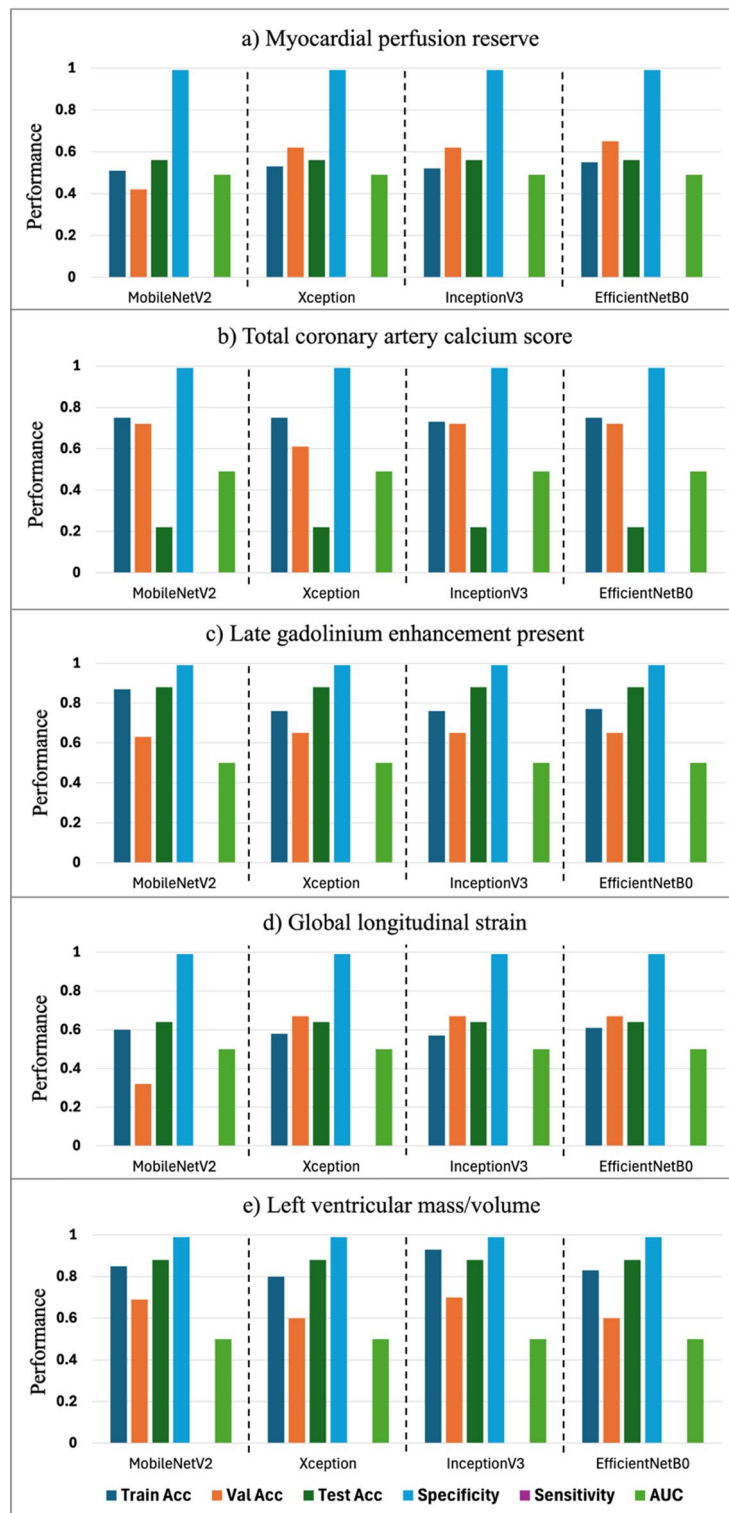 a) Myocardial perfusion reserve
Performance
1
0.8
0.6
0.4
0.2
0
MobileNetV2 Xception InceptionV3 EfficientNetB0
b) Total coronary artery calcium score
Performance
1
0.8
0.6
0.4
0.2
0
MobileNetV2 Xception InceptionV3 EfficientNetB0
c) Late gadolinium enhancement present
Performance
1
0.8
0.6
0.4
0.2
0
MobileNetV2 Xception InceptionV3 EfficientNetB0
d) Global longitudinal strain
Performance
1
0.8
0.6
0.4
0.2
0
MobileNetV2 Xception InceptionV3 EfficientNetB0
e) Left ventricular mass/volume
Performance
1
0.8
0.6
0.4
0.2
0
MobileNetV2 Xception InceptionV3 EfficientNetB0
Train Acc Val Acc Test Acc Specificity Sensitivity AUC